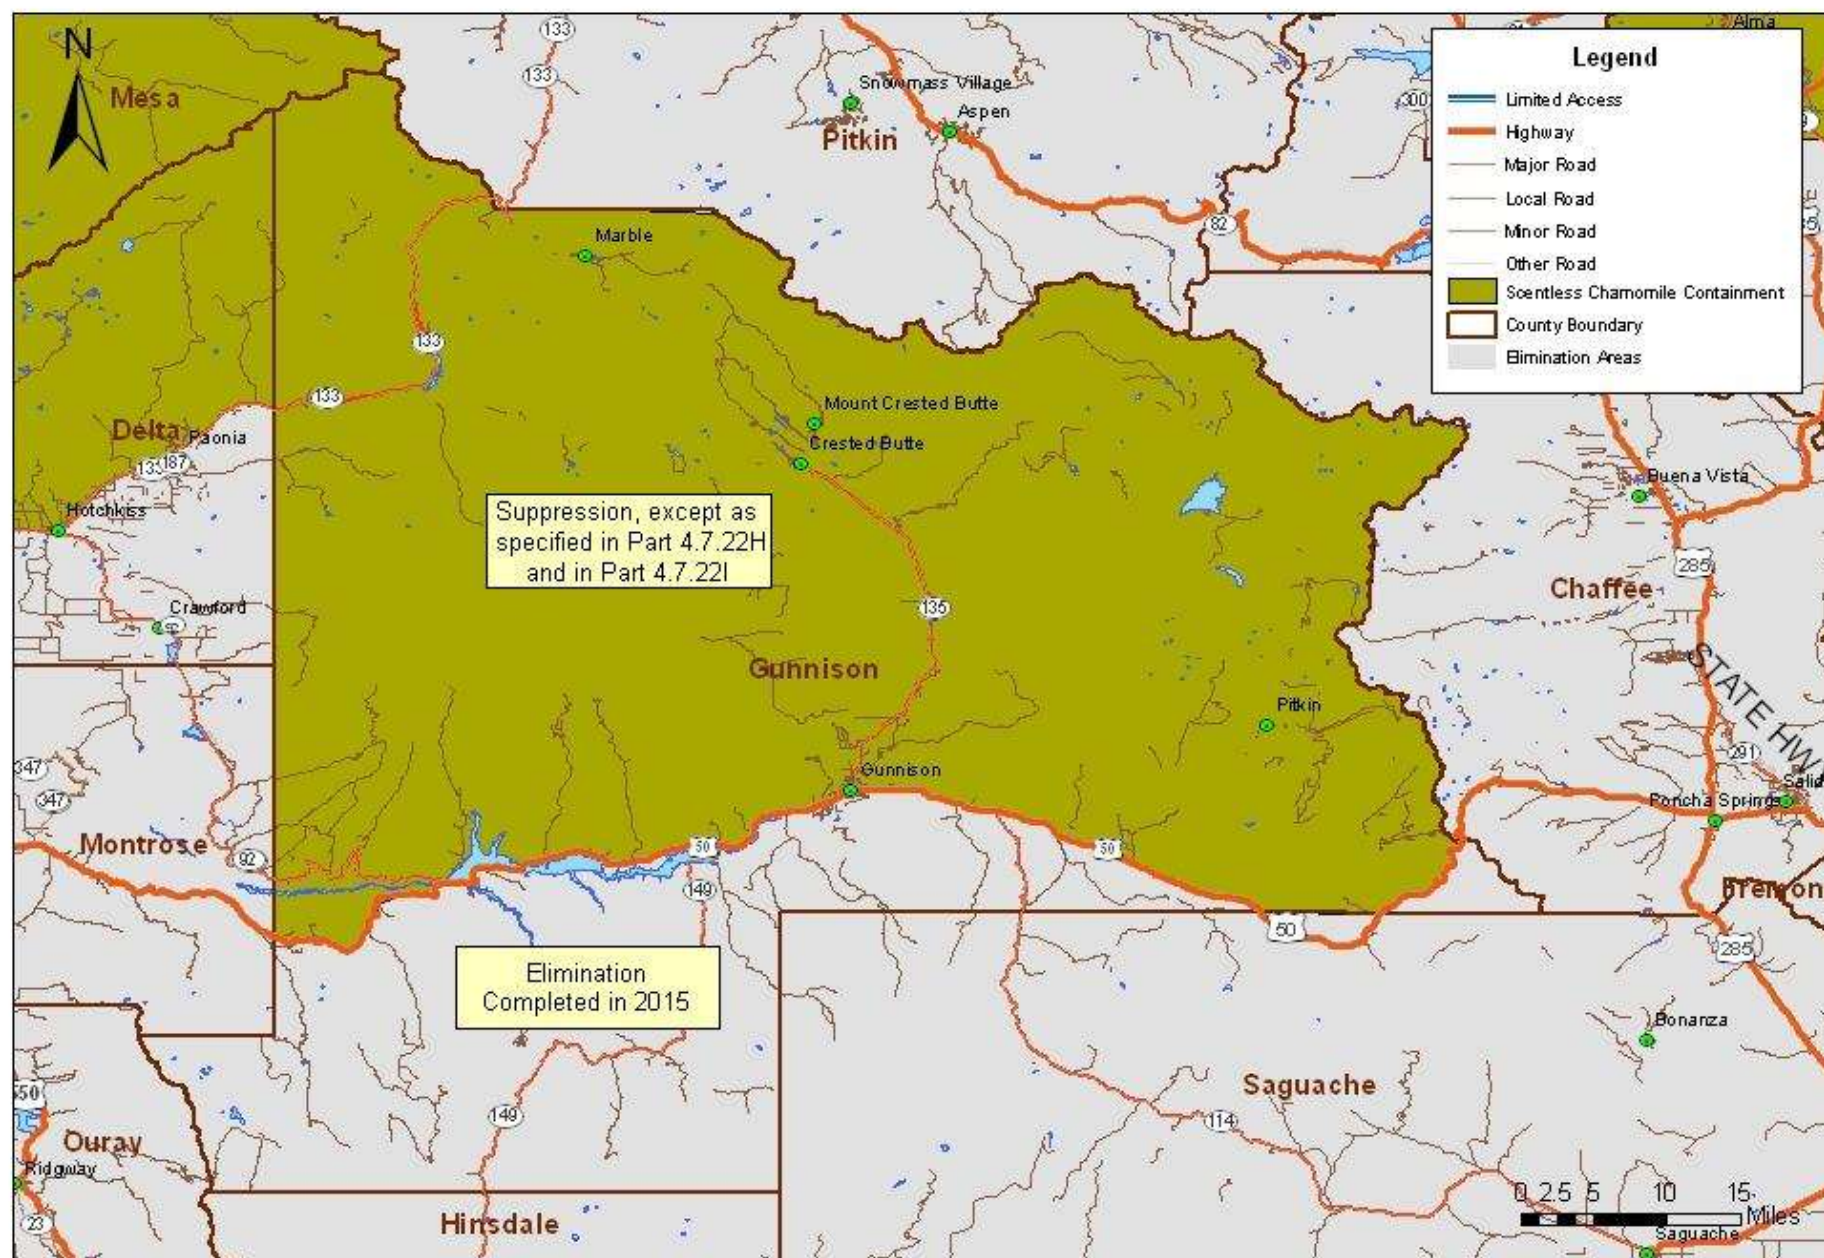 N
133
Alma
Mesa
133
Snowmass Village
Aspen
Pitkin
300
82
Legend
Limited Access
Highway
Major Road
Local Road
Minor Road
Other Road
Scentless Chamomile Containment
County Boundary
Elimination Areas
Marble
133
133
Mount Crested Butte
Crested Butte
Delta
Paonia
187
Hotchkiss
Suppression, except as
specified in Part 4.7.22H
and in Part 4.7.22I
Buena Vista
285
Chaffee
135
Crawford
Gunnison
STATE HW
Pitkin
291
347
347
Gunnison
Poncha Springs
Montrose
92
50
50
149
50
285
Elimination
Completed in 2015
Bonanza
550
Saguache
149
114
Ouray
Ridgway
23
Hinsdale
0 2.5 5 10 15
Miles
Saguache